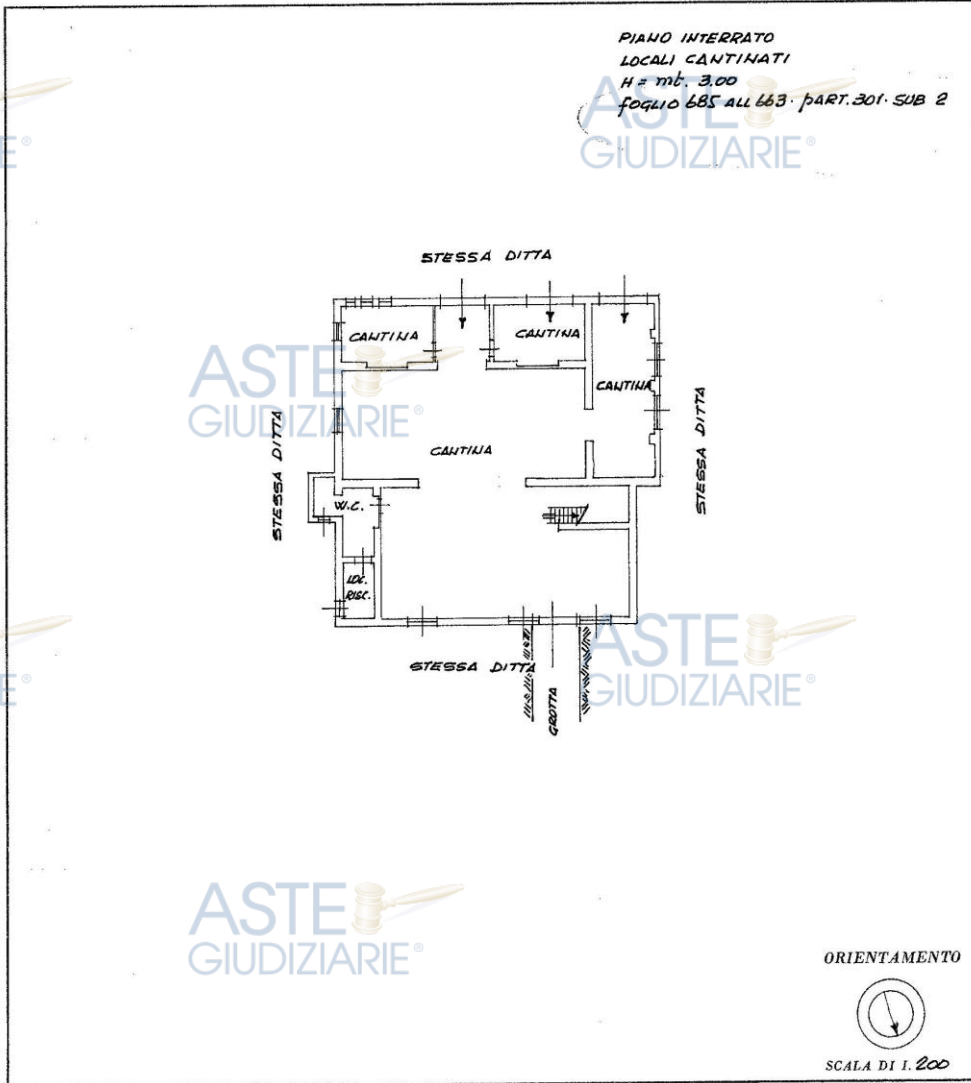 PIANO INTERRATO
LOCALI CANTINATI
H = mt. 3.00
FOGLIO 685 ALL 663. PART. 301. SUB 2
ASTE
GIUDIZIARIE®
E®
STESSA DITTA
CANTINA
CANTINA
CANTINA
ASTE
GIUDIZIARIE®
STESSA DITTA
STESSA DITTA
CANTINA
W.C.
LOC.
RISC.
ASTE
GIUDIZIARIE®
E®
STESSA DITTA
GROTTA
ASTE
GIUDIZIARIE®
ORIENTAMENTO
SCALA DI 1. 200